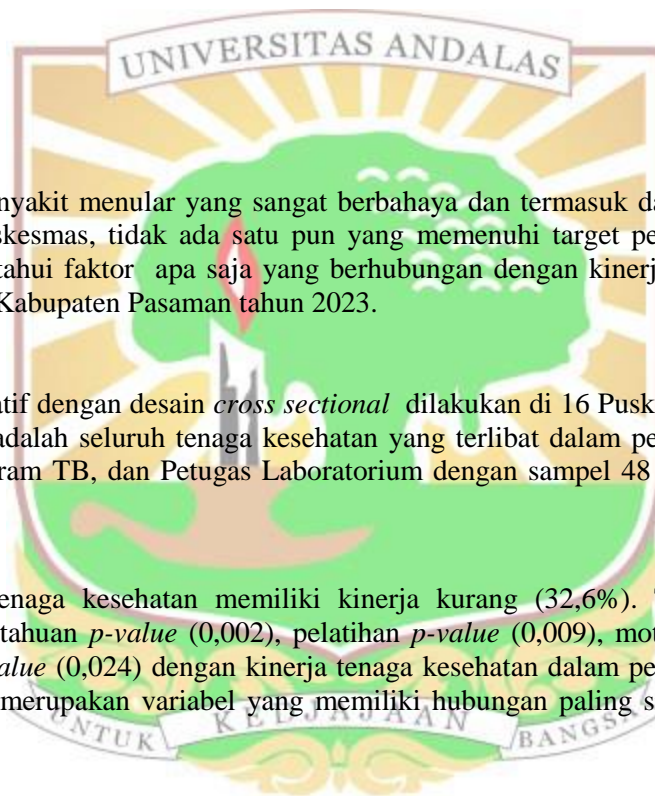 UNIVERSITAS ANDALAS
nyakit menular yang sangat berbahaya dan termasuk da
skesmas, tidak ada satu pun yang memenuhi target pe
tahui faktor apa saja yang berhubungan dengan kinerj
Kabupaten Pasaman tahun 2023.
atif dengan desain cross sectional dilakukan di 16 Pusk
adalah seluruh tenaga kesehatan yang terlibat dalam pe
ram TB, dan Petugas Laboratorium dengan sampel 48
enaga kesehatan memiliki kinerja kurang (32,6%).
tahuan p-value (0,002), pelatihan p-value (0,009), mot
alue (0,024) dengan kinerja tenaga kesehatan dalam pe
merupakan variabel yang memiliki hubungan paling s
UNTUK KEDJAJAAN BANGSA